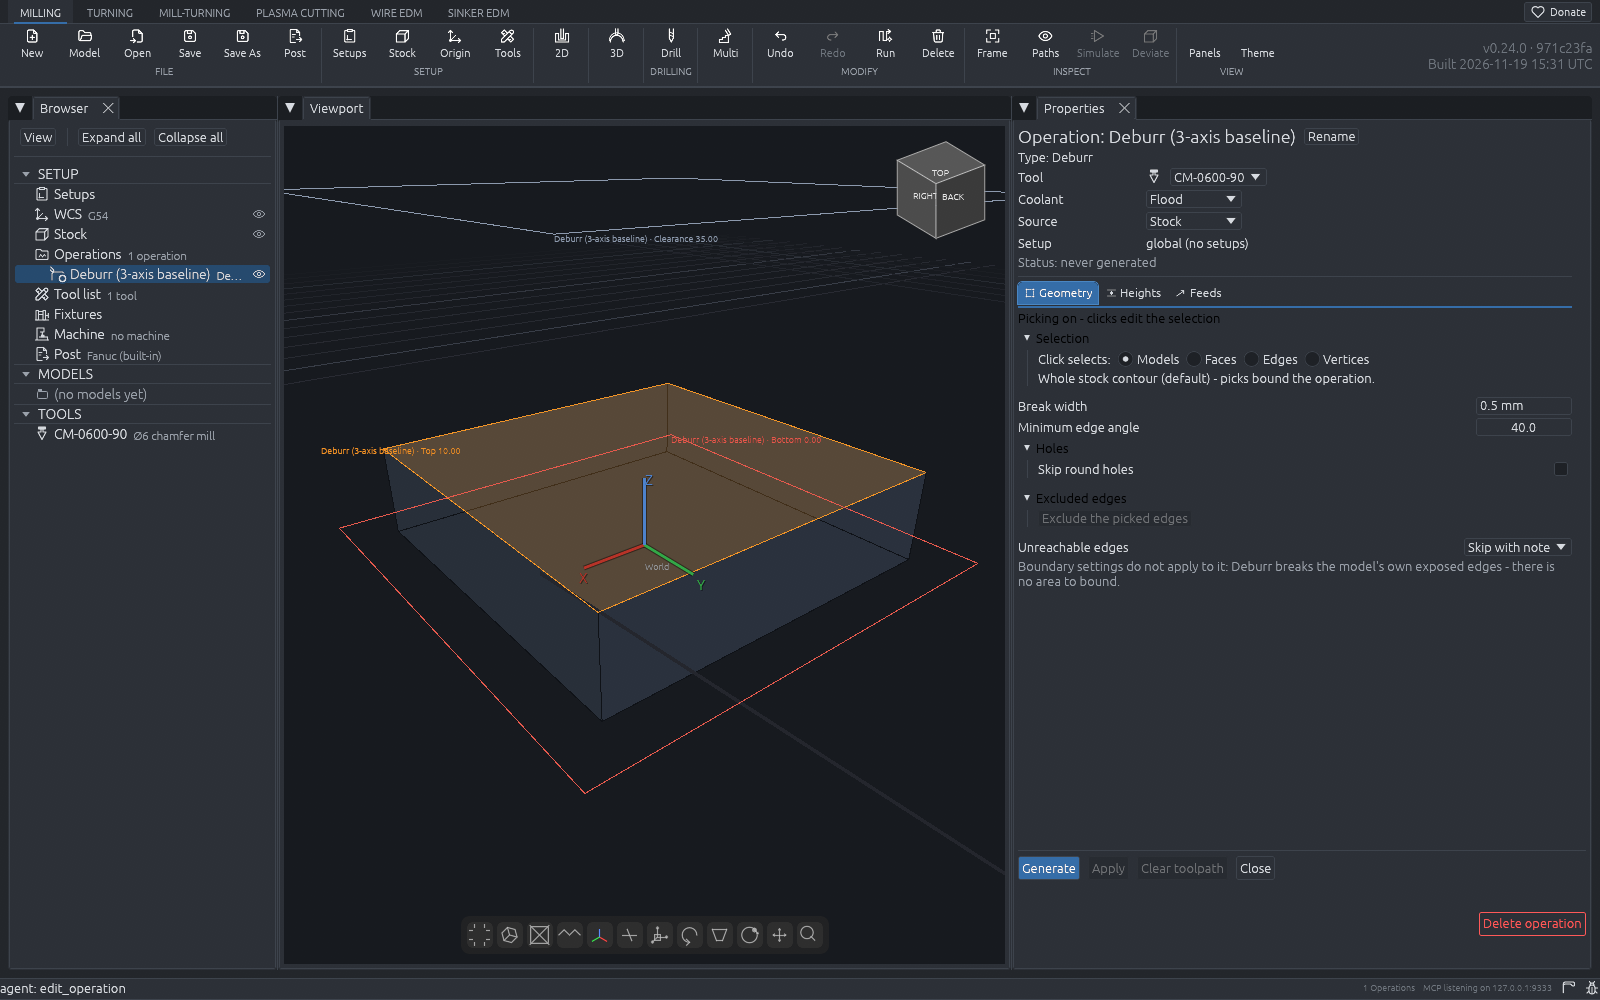 MILLING TURNING MILL-TURNING PLASMA CUTTING WIRE EDM SINKER EDM Donate
New Model Open Save Save As Post Setups Stock Origin Tools 2D 3D Drill Multi Undo Redo Run Delete Frame Paths Simulate Deviate Panels Theme
FILE SETUP DRILLING MODIFY INSPECT VIEW
v0.24.0 · 971c23fa
Built 2026-11-19 15:31 UTC
Browser
View Expand all Collapse all
SETUP
Setups
WCS G54
Stock
Operations 1 operation
Deburr (3-axis baseline) De...
Tool list 1 tool
Fixtures
Machine no machine
Post Fanuc (built-in)
MODELS
(no models yet)
TOOLS
CM-0600-90 Ø6 chamfer mill
Viewport
TOP
RIGHT BACK
Deburr (3-axis baseline) · Clearance 35.00
Deburr (3-axis baseline) · Bottom 0.00
Deburr (3-axis baseline) · Top 10.00
Z
World
X
Y
Properties
Operation: Deburr (3-axis baseline) Rename
Type: Deburr
Tool CM-0600-90
Coolant Flood
Source Stock
Setup global (no setups)
Status: never generated
Geometry Heights Feeds
Picking on - clicks edit the selection
Selection
Click selects: Models Faces Edges Vertices
Whole stock contour (default) - picks bound the operation.
Break width 0.5 mm
Minimum edge angle 40.0
Holes
Skip round holes
Excluded edges
Exclude the picked edges
Unreachable edges Skip with note
Boundary settings do not apply to it: Deburr breaks the model's own exposed edges - there is
no area to bound.
Generate Apply Clear toolpath Close
Delete operation
agent: edit_operation
1 Operations MCP listening on 127.0.0.1:9333